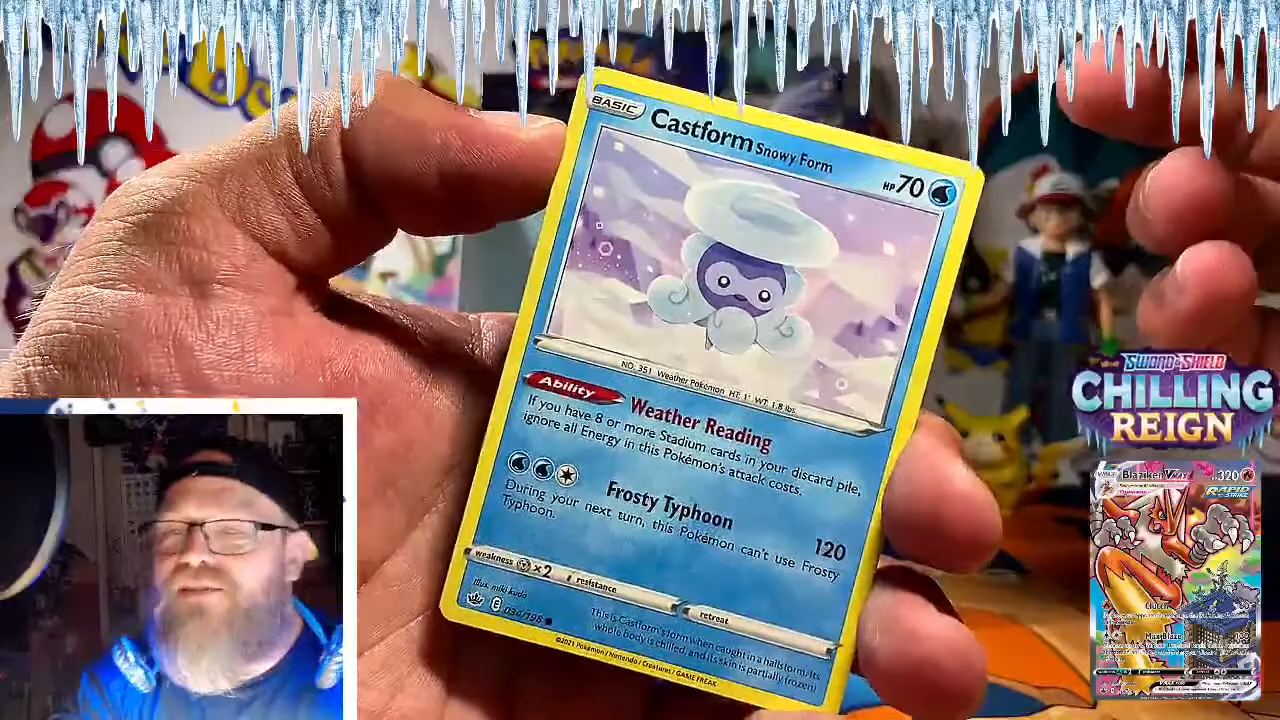 BASIC
Castform Snowy Form
HP 70
NO. 351 Weather Pokémon HT: 1' WT: 1.8 lbs.
Ability Weather Reading
If you have 8 or more Stadium cards in your discard pile,
ignore all Energy in this Pokémon's attack costs.
Frosty Typhoon 120
During your next turn, this Pokémon can't use Frosty
Typhoon.
weakness ×2 resistance retreat
Illus. miki kudo
E 034/198
This is Castform's form when caught in a hailstorm. Its
whole body is chilled and its skin is partially frozen.
©2021 Pokémon / Nintendo / Creatures / GAME FREAK
SWORD & SHIELD
CHILLING
REIGN
Blaziken VMAX
320
RAPID
Clutch
Max Blaze